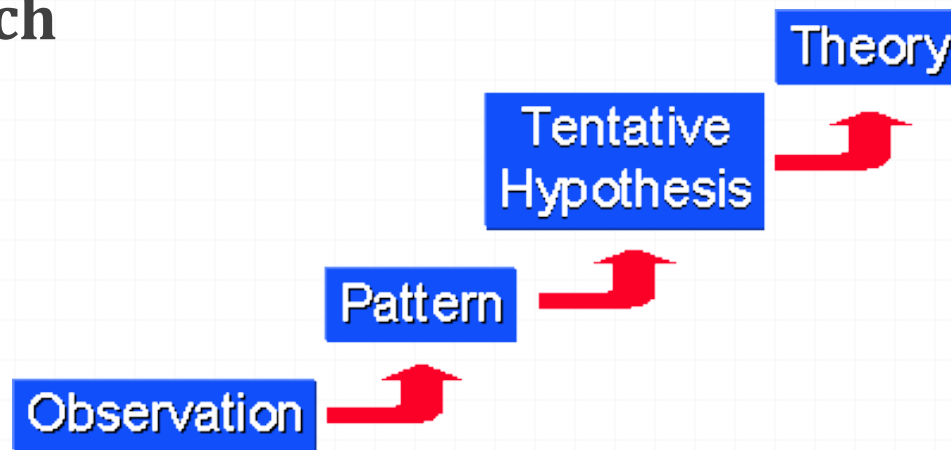 ch
Theory
Tentative
Hypothesis
Pattern
Observation